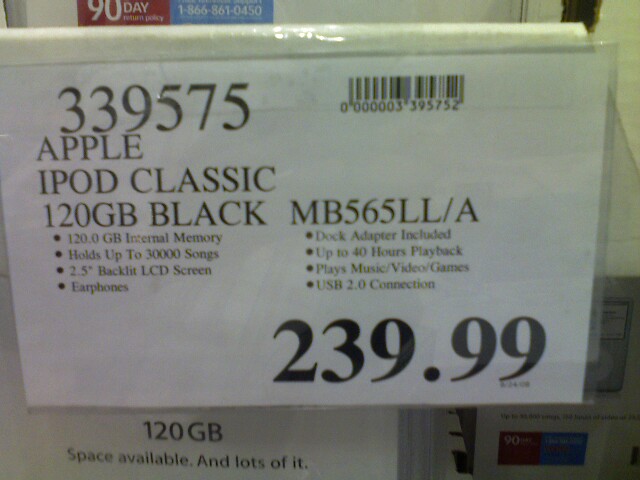 90 DAY
return policy
1-866-861-0450
339575
0 000003 395752
APPLE
IPOD CLASSIC
120GB BLACK MB565LL/A
• 120.0 GB Internal Memory
• Holds Up To 30000 Songs
• 2.5" Backlit LCD Screen
• Earphones
• Dock Adapter Included
• Up to 40 Hours Playback
• Plays Music/Video/Games
• USB 2.0 Connection
239.99
120GB
Space available. And lots of it.
90